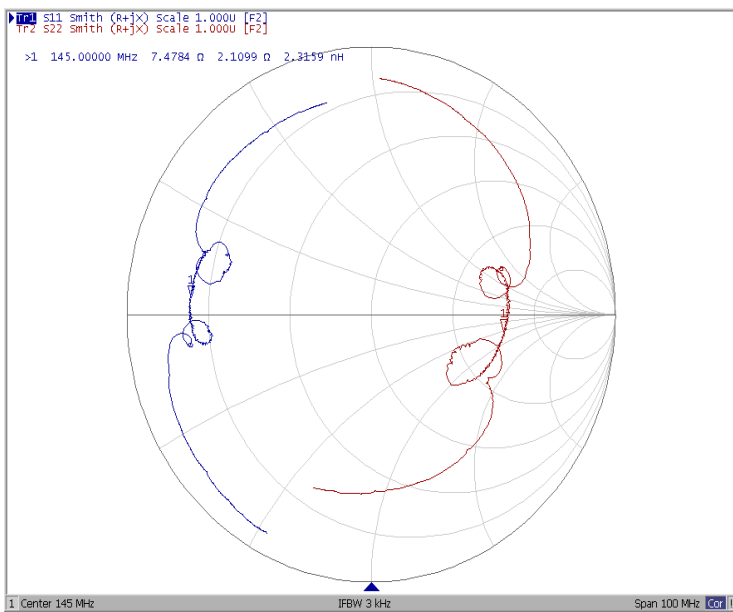 Tr1 S11 Smith (R+jX) Scale 1.000U [F2]
Tr2 S22 Smith (R+jX) Scale 1.000U [F2]
>1 145.00000 MHz 7.4784 Ω 2.1099 Ω 2.3159 nH
1
1
1 Center 145 MHz IFBW 3 kHz Span 100 MHz Cor